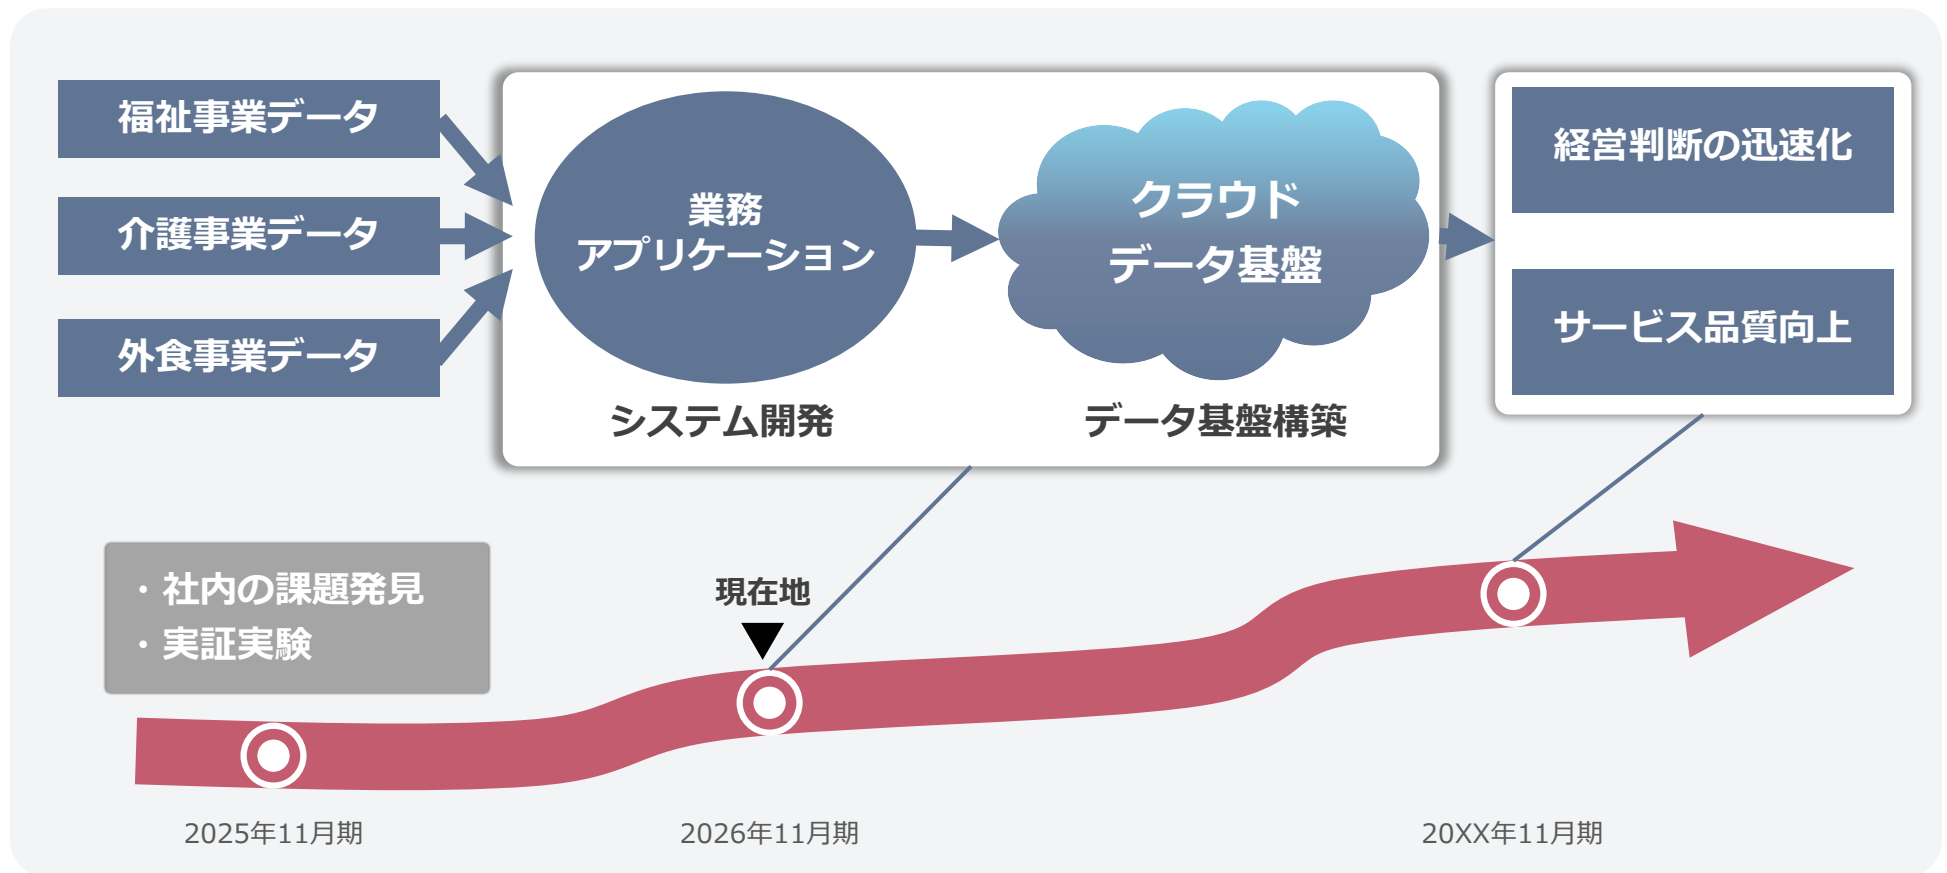 福祉事業データ
介護事業データ
外食事業データ
業務
アプリケーション
システム開発
クラウド
データ基盤
データ基盤構築
経営判断の迅速化
サービス品質向上
・社内の課題発見
・実証実験
現在地
2025年11月期
2026年11月期
20XX年11月期